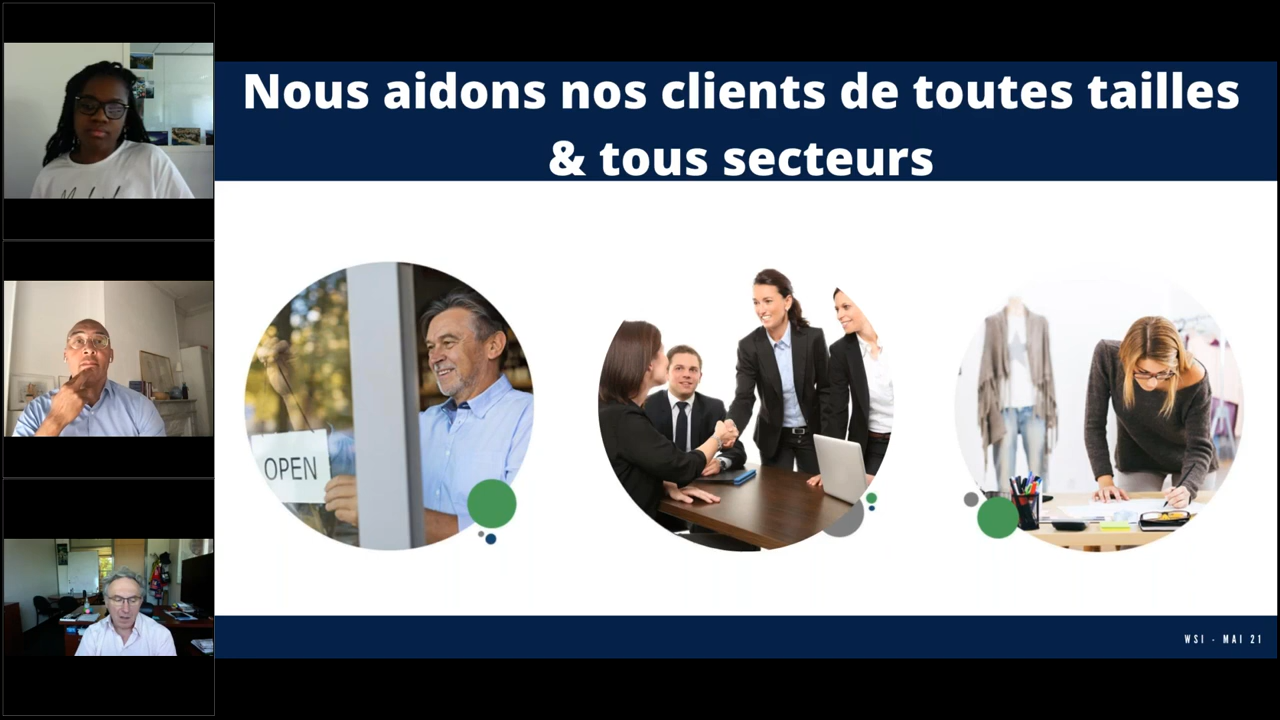 Nous aidons nos clients de toutes tailles
& tous secteurs
OPEN
WSI - MAI 21